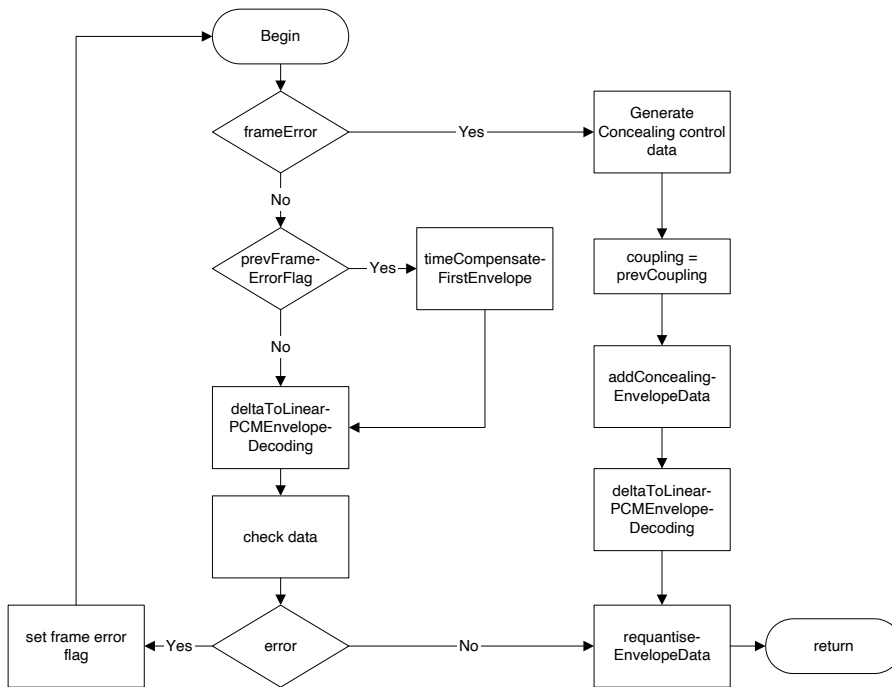 Begin
frameError
Yes
Generate
Concealing control
data
No
prevFrame-
ErrorFlag
Yes
timeCompensate-
FirstEnvelope
coupling =
prevCoupling
No
deltaToLinear-
PCMEnvelope-
Decoding
addConcealing-
EnvelopeData
check data
deltaToLinear-
PCMEnvelope-
Decoding
set frame error
flag
Yes
error
No
requantise-
EnvelopeData
return